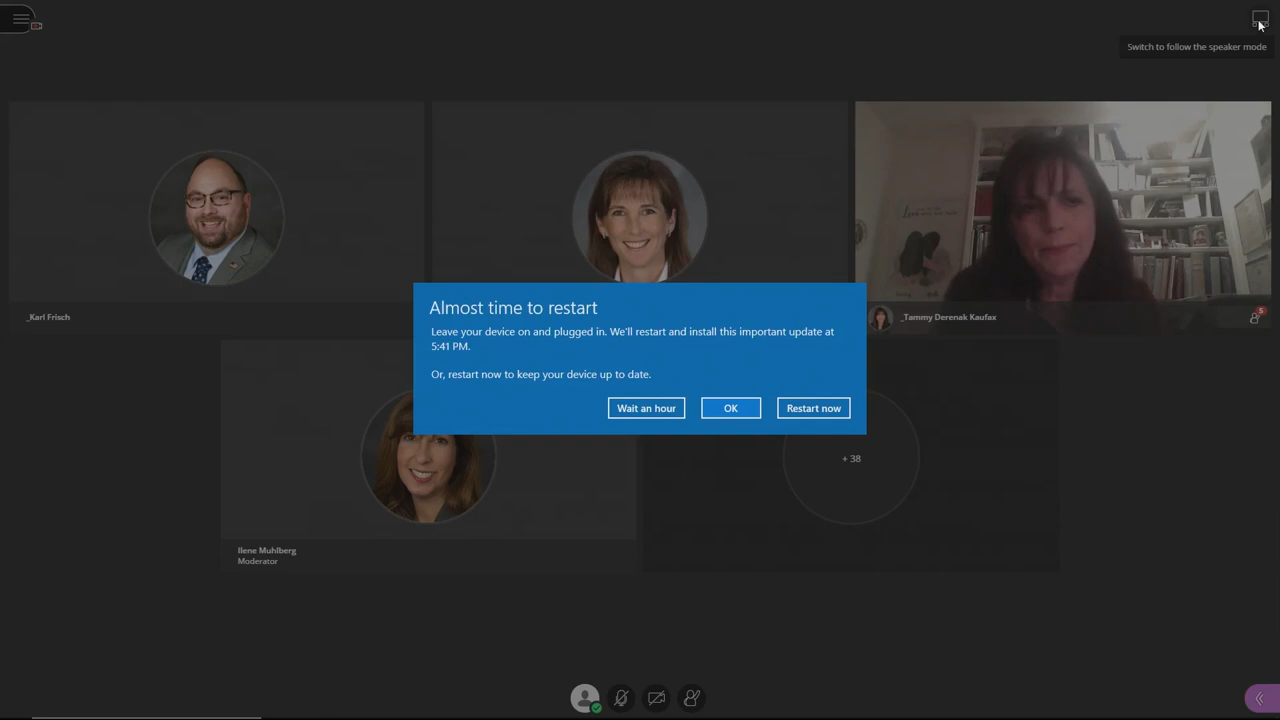 Switch to follow the speaker mode
Almost time to restart
Leave your device on and plugged in. We'll restart and install this important update at
5:41 PM.
Or, restart now to keep your device up to date.
Wait an hour
OK
Restart now
_Karl Frisch
_Tammy Derenak Kaufax
5
+ 38
Ilene Muhlberg
Moderator